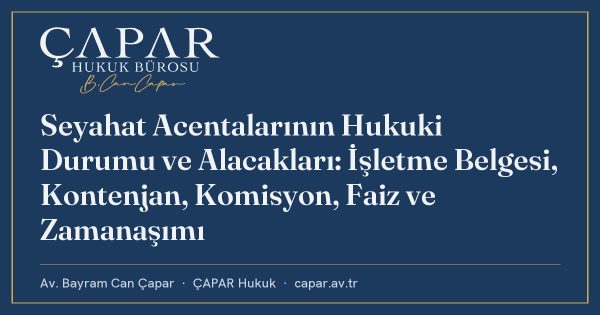 ÇAPAR
HUKUK BÜROSU
B.Can Çapar
Seyahat Acentalarının Hukuki
Durumu ve Alacakları: İşletme Belgesi,
Kontenjan, Komisyon, Faiz ve
Zamanaşımı
Av. Bayram Can Çapar · ÇAPAR Hukuk · capar.av.tr